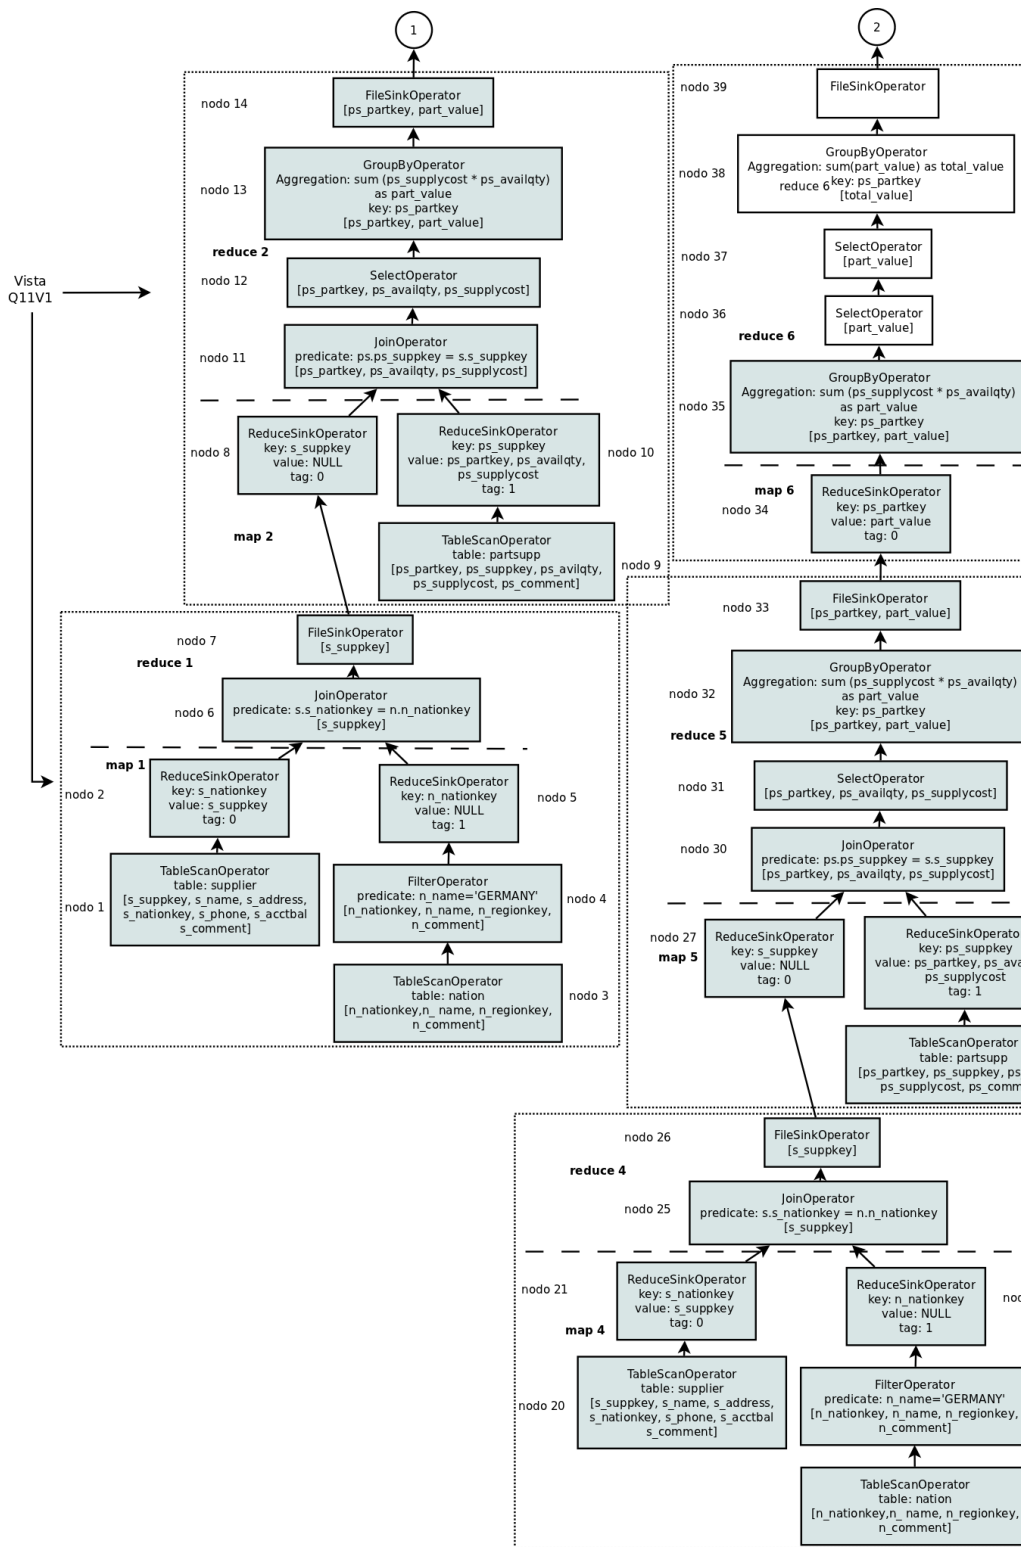 1
nodo 14
FileSinkOperator
[ps_partkey, part_value]
nodo 13
GroupByOperator
Aggregation: sum (ps_supplycost * ps_availqty)
as part_value
key: ps_partkey
[ps_partkey, part_value]
reduce 2
nodo 12
SelectOperator
[ps_partkey, ps_availqty, ps_supplycost]
Vista
Q11V1
nodo 11
JoinOperator
predicate: ps.ps_suppkey = s.s_suppkey
[ps_partkey, ps_availqty, ps_supplycost]
nodo 8
ReduceSinkOperator
key: s_suppkey
value: NULL
tag: 0
ReduceSinkOperator
key: ps_suppkey
value: ps_partkey, ps_availqty,
ps_supplycost
tag: 1
nodo 10
map 2
TableScanOperator
table: partsupp
[ps_partkey, ps_suppkey, ps_avilqty,
ps_supplycost, ps_comment]
nodo 9
nodo 7
FileSinkOperator
[s_suppkey]
reduce 1
nodo 6
JoinOperator
predicate: s.s_nationkey = n.n_nationkey
[s_suppkey]
map 1
nodo 2
ReduceSinkOperator
key: s_nationkey
value: s_suppkey
tag: 0
ReduceSinkOperator
key: n_nationkey
value: NULL
tag: 1
nodo 5
nodo 1
TableScanOperator
table: supplier
[s_suppkey, s_name, s_address,
s_nationkey, s_phone, s_acctbal
s_comment]
FilterOperator
predicate: n_name='GERMANY'
[n_nationkey, n_name, n_regionkey,
n_comment]
nodo 4
TableScanOperator
table: nation
[n_nationkey,n_ name, n_regionkey,
n_comment]
nodo 3
2
nodo 39
FileSinkOperator
nodo 38
GroupByOperator
Aggregation: sum(part_value) as total_value
reduce 6
key: ps_partkey
[total_value]
nodo 37
SelectOperator
[part_value]
nodo 36
SelectOperator
[part_value]
reduce 6
nodo 35
GroupByOperator
Aggregation: sum (ps_supplycost * ps_availqty)
as part_value
key: ps_partkey
[ps_partkey, part_value]
map 6
nodo 34
ReduceSinkOperator
key: ps_partkey
value: part_value
tag: 0
nodo 33
FileSinkOperator
[ps_partkey, part_value]
nodo 32
GroupByOperator
Aggregation: sum (ps_supplycost * ps_availqty)
as part_value
key: ps_partkey
[ps_partkey, part_value]
reduce 5
nodo 31
SelectOperator
[ps_partkey, ps_availqty, ps_supplycost]
nodo 30
JoinOperator
predicate: ps.ps_suppkey = s.s_suppkey
[ps_partkey, ps_availqty, ps_supplycost]
nodo 27
map 5
ReduceSinkOperator
key: s_suppkey
value: NULL
tag: 0
key: ps_suppkey
value: ps_partkey,
ps_supplycost
tag: 1
TableScanOperator
table: partsupp
[ps_partkey, ps_suppkey,
ps_supplycost,
nodo 26
FileSinkOperator
[s_suppkey]
reduce 4
nodo 25
JoinOperator
predicate: s.s_nationkey = n.n_nationkey
[s_suppkey]
nodo 21
ReduceSinkOperator
key: s_nationkey
value: s_suppkey
tag: 0
ReduceSinkOperator
key: n_nationkey
value: NULL
tag: 1
map 4
nodo 20
TableScanOperator
table: supplier
[s_suppkey, s_name, s_address,
s_nationkey, s_phone, s_acctbal
s_comment]
FilterOperator
predicate: n_name='GERMANY'
[n_nationkey, n_name, n_regionkey,
n_comment]
TableScanOperator
table: nation
[n_nationkey,n_ name, n_regionkey,
n_comment]